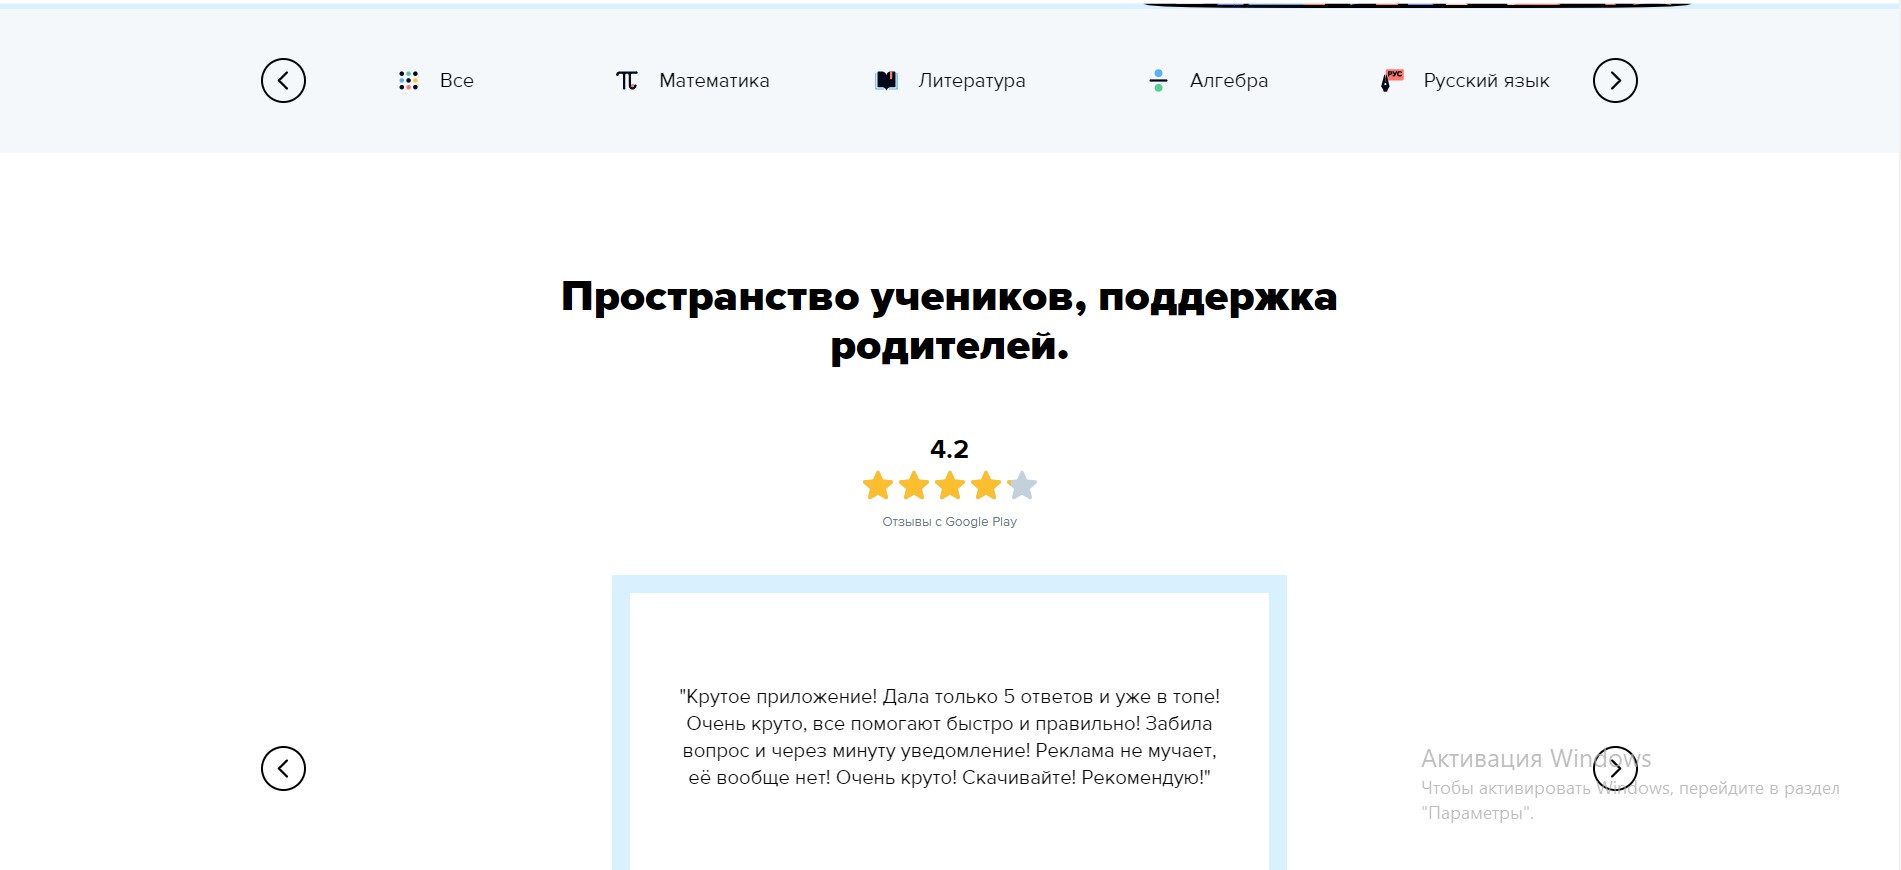 Все
Математика
Литература
Алгебра
РУС
Русский язык
Пространство учеников, поддержка
родителей.
4.2
Отзывы с Google Play
"Крутое приложение! Дала только 5 ответов и уже в топе!
Очень круто, все помогают быстро и правильно! Забила
вопрос и через минуту уведомление! Реклама не мучает,
её вообще нет! Очень круто! Скачивайте! Рекомендую!"
Активация Windows
Чтобы активировать Windows, перейдите в раздел
"Параметры".